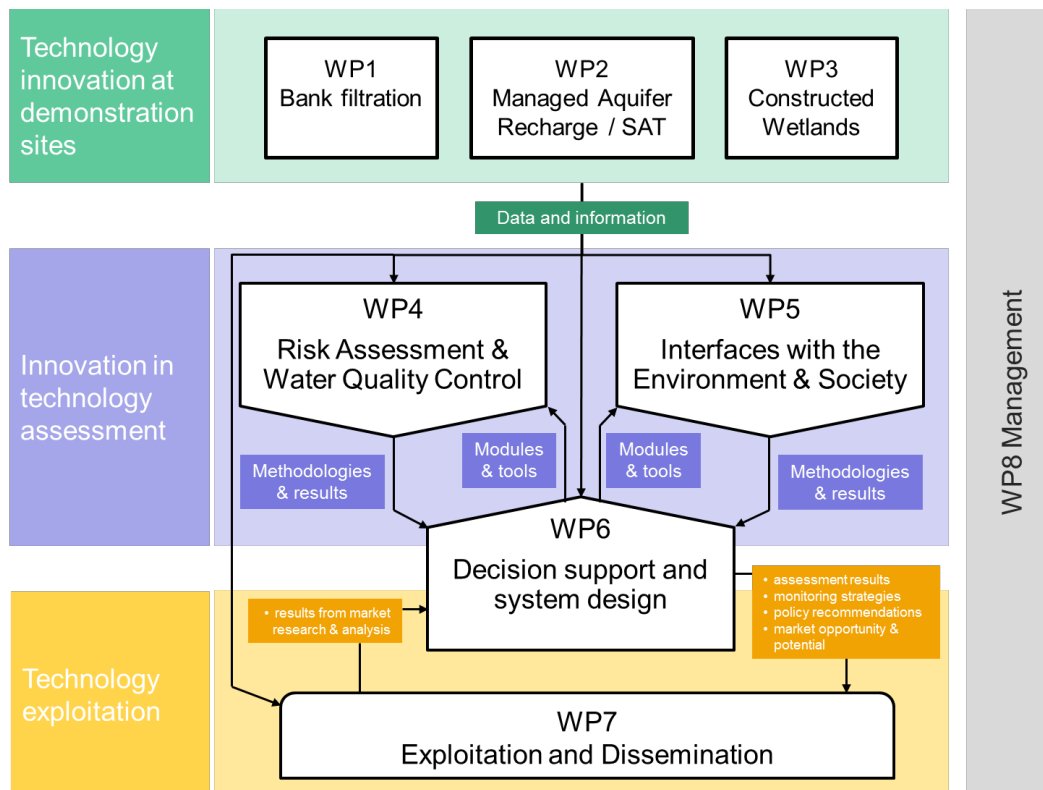 Technology
innovation at
demonstration
sites
WP1
Bank filtration
WP2
Managed Aquifer
Recharge / SAT
WP3
Constructed
Wetlands
Data and information
Innovation in
technology
assessment
WP4
Risk Assessment &
Water Quality Control
WP5
Interfaces with the
Environment & Society
Methodologies
& results
Modules
& tools
Modules
& tools
Methodologies
& results
WP6
Decision support and
system design
• assessment results
• monitoring strategies
• policy recommendations
• market opportunity &
potential
• results from market
research & analysis
Technology
exploitation
WP7
Exploitation and Dissemination
WP8 Management